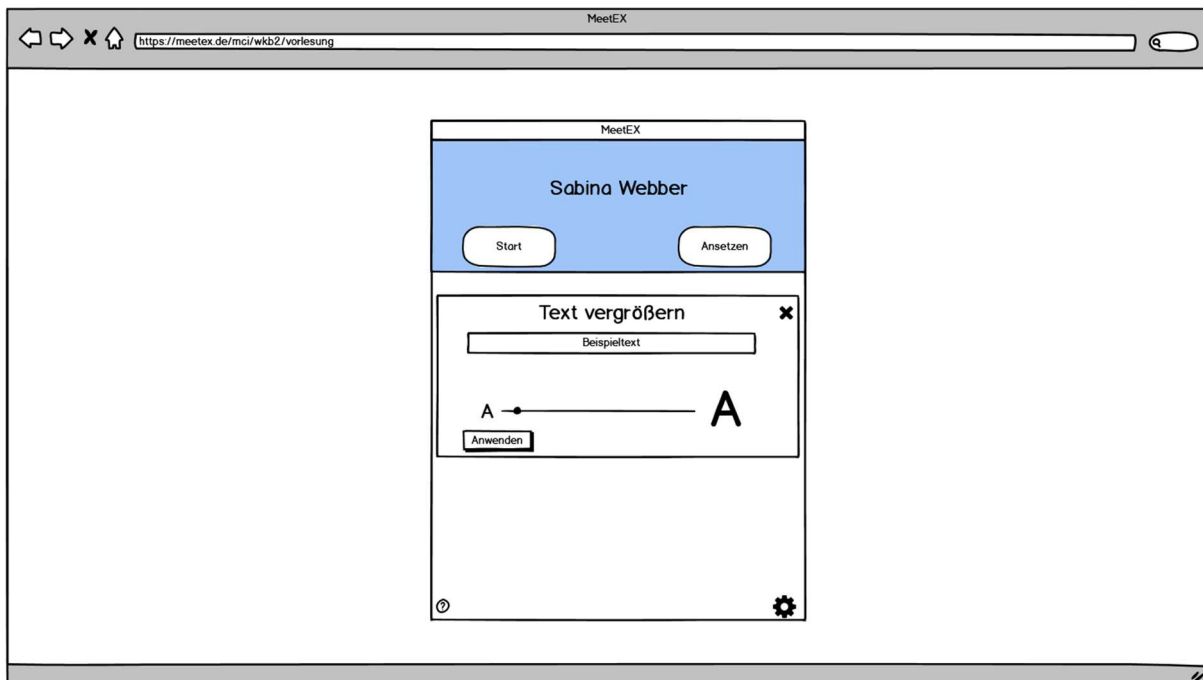 MeetEX
https://meetex.de/mci/wkb2/vorlesung
MeetEX
Sabina Webber
Start
Ansetzen
Text vergrößern
Beispieltext
A
A
Anwenden
?